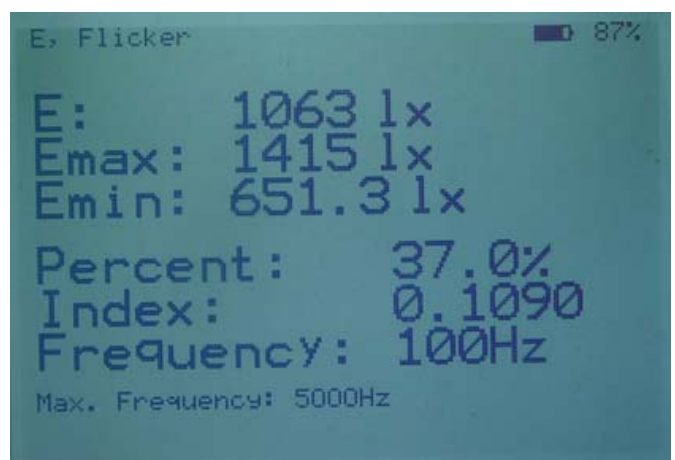 E, Flicker 87%
E: 1063 lx
Emax: 1415 lx
Emin: 651.3 lx
Percent: 37.0%
Index: 0.1090
Frequency: 100Hz
Max. Frequency: 5000Hz